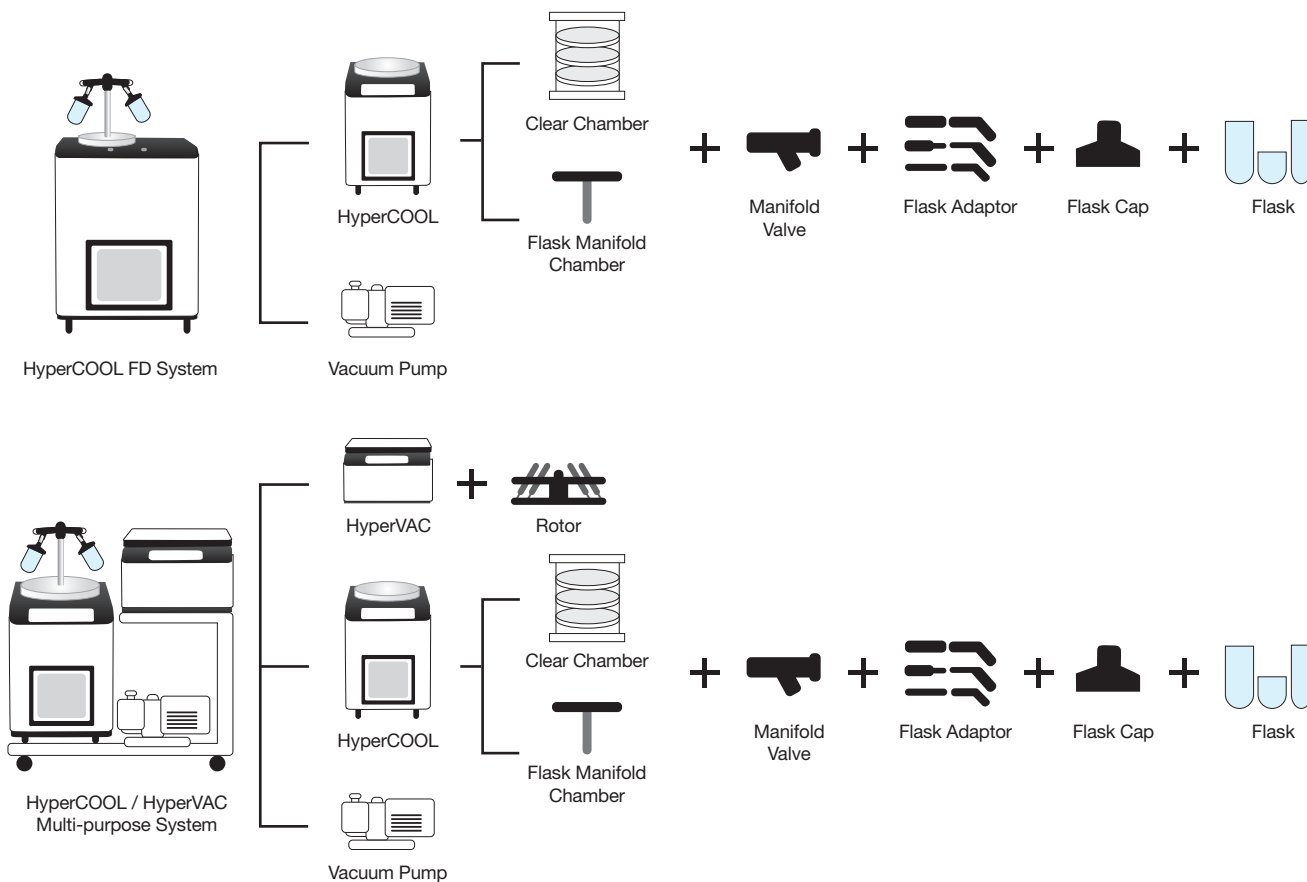 Clear Chamber
HyperCOOL
Manifold
Valve
Flask Adaptor
Flask Cap
Flask
Flask Manifold
Chamber
HyperCOOL FD System
Vacuum Pump
HyperVAC
Rotor
Clear Chamber
HyperCOOL
Manifold
Valve
Flask Adaptor
Flask Cap
Flask
Flask Manifold
Chamber
HyperCOOL / HyperVAC
Multi-purpose System
Vacuum Pump